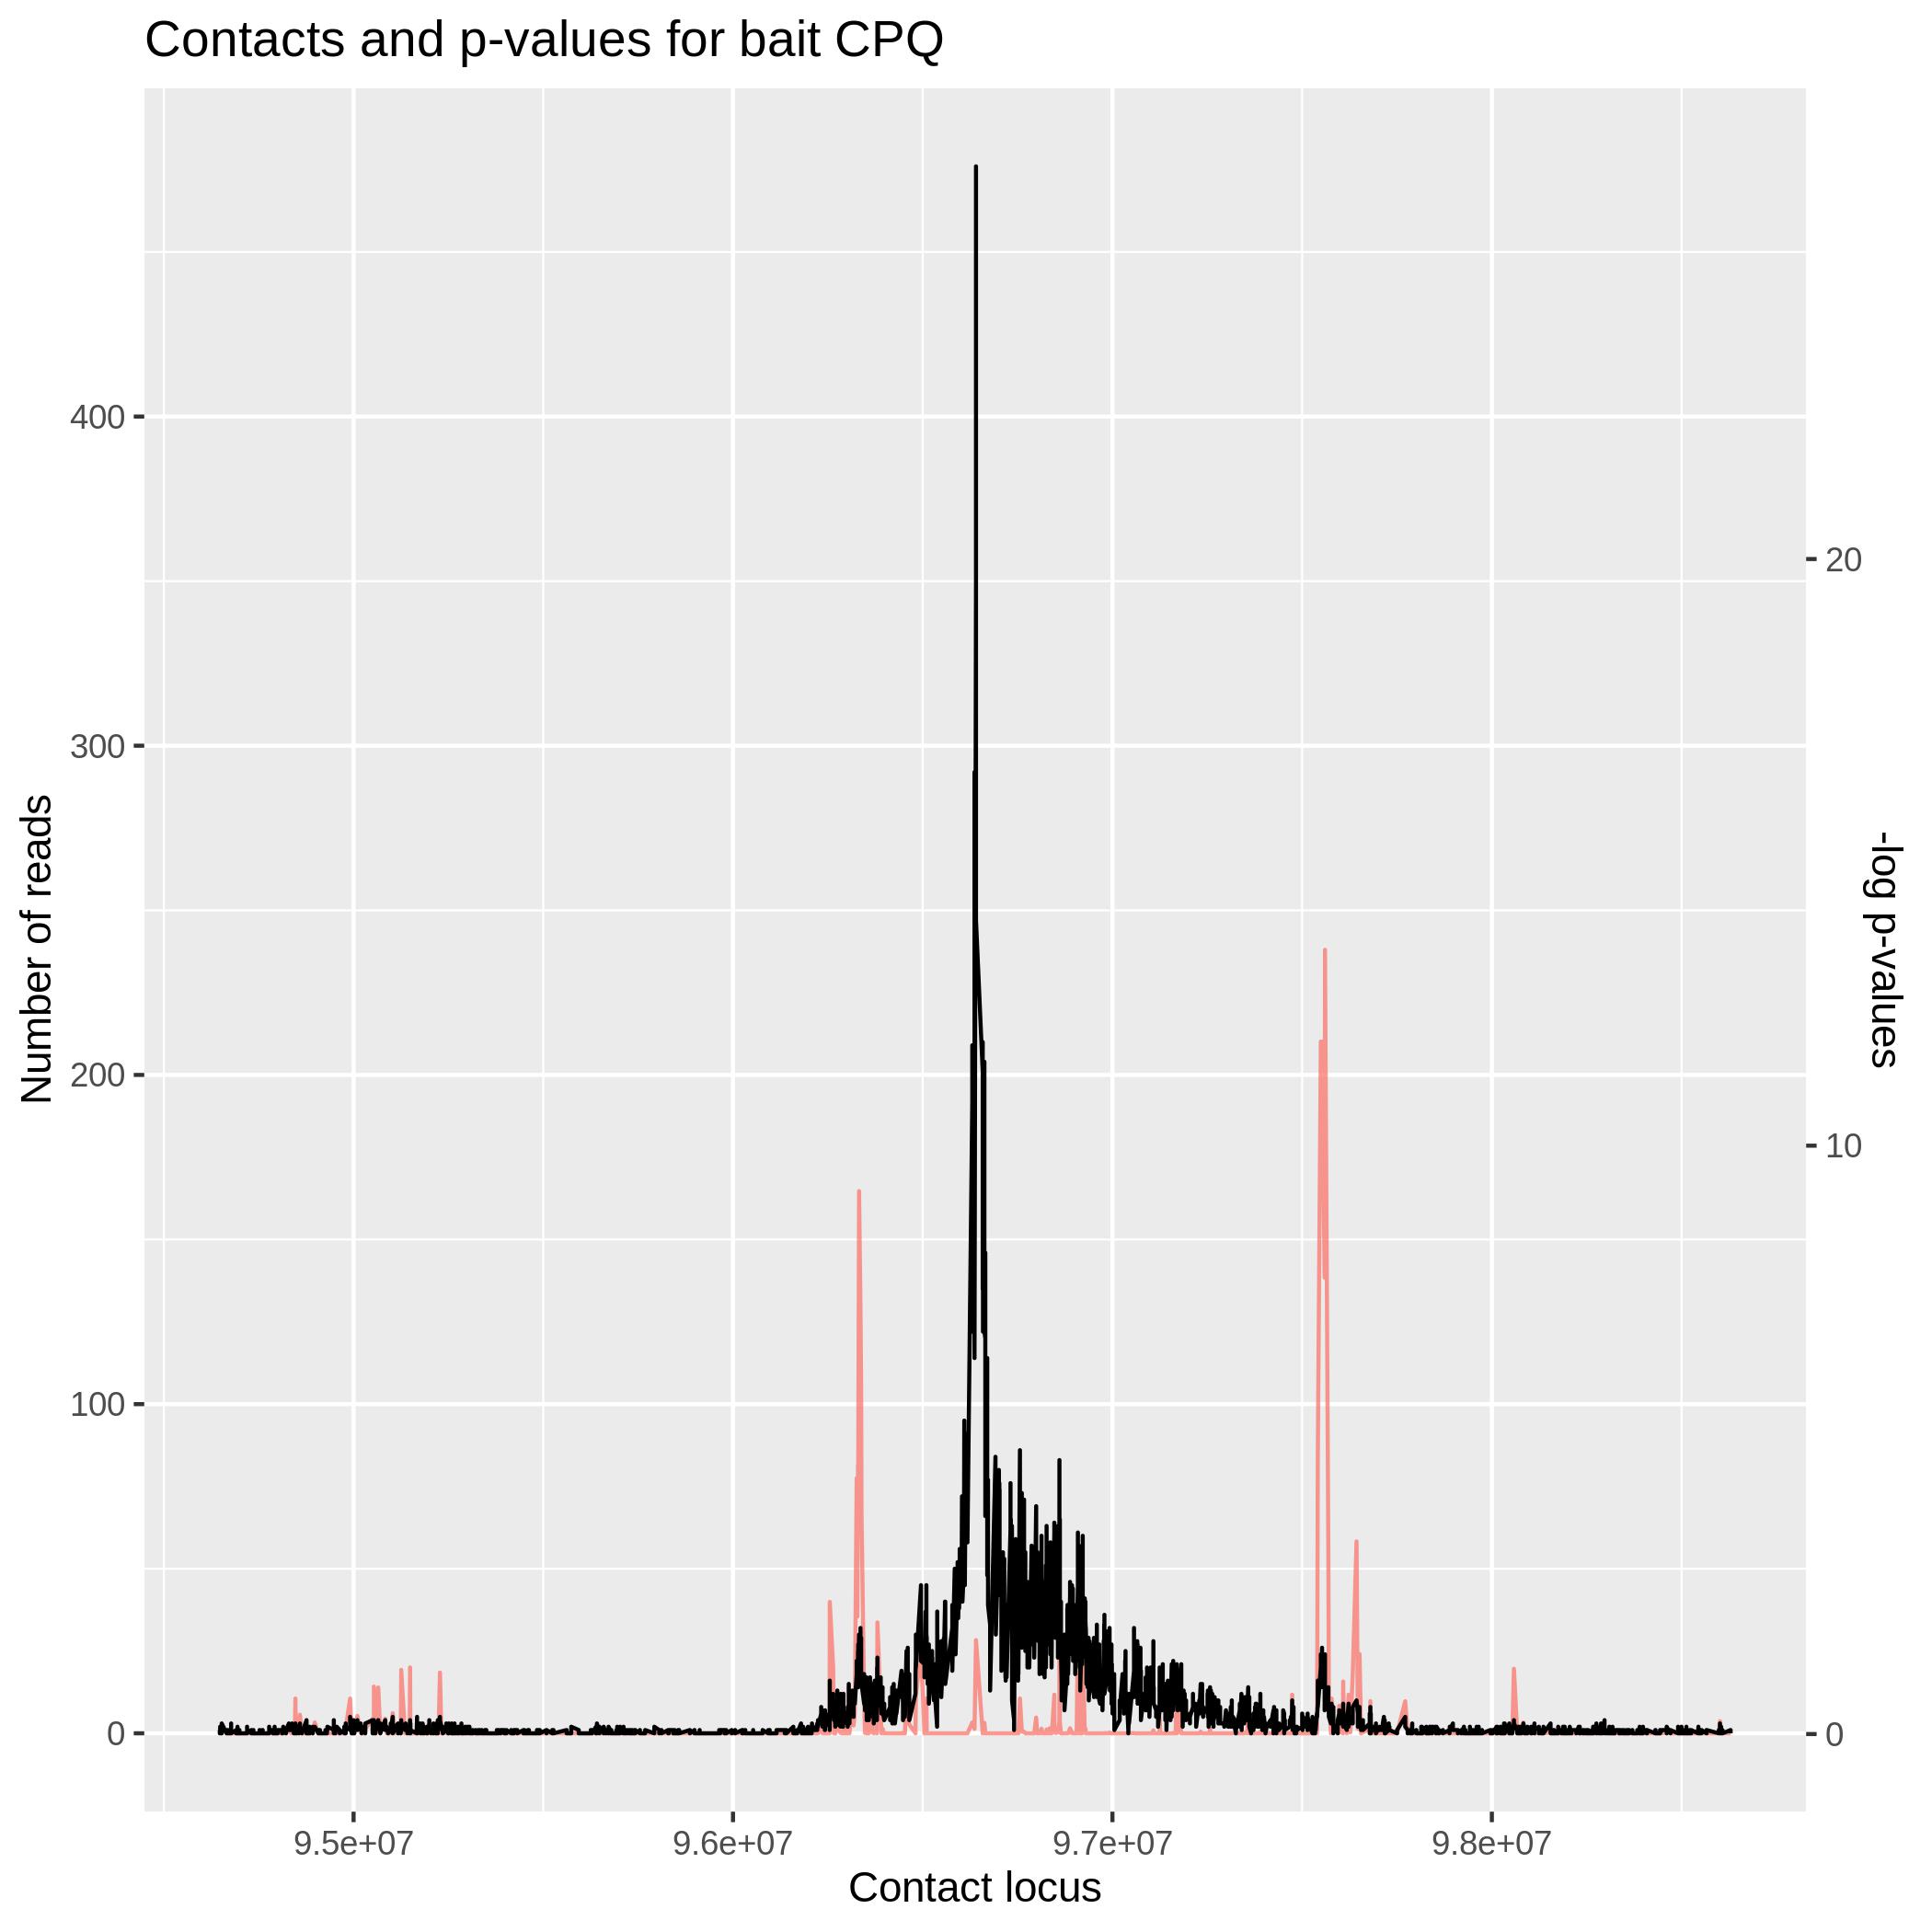 Contacts and p-values for bait CPQ
Number of reads
400
300
200
100
0
20
10
0
-log p-values
9.5e+07 9.6e+07 9.7e+07 9.8e+07
Contact locus